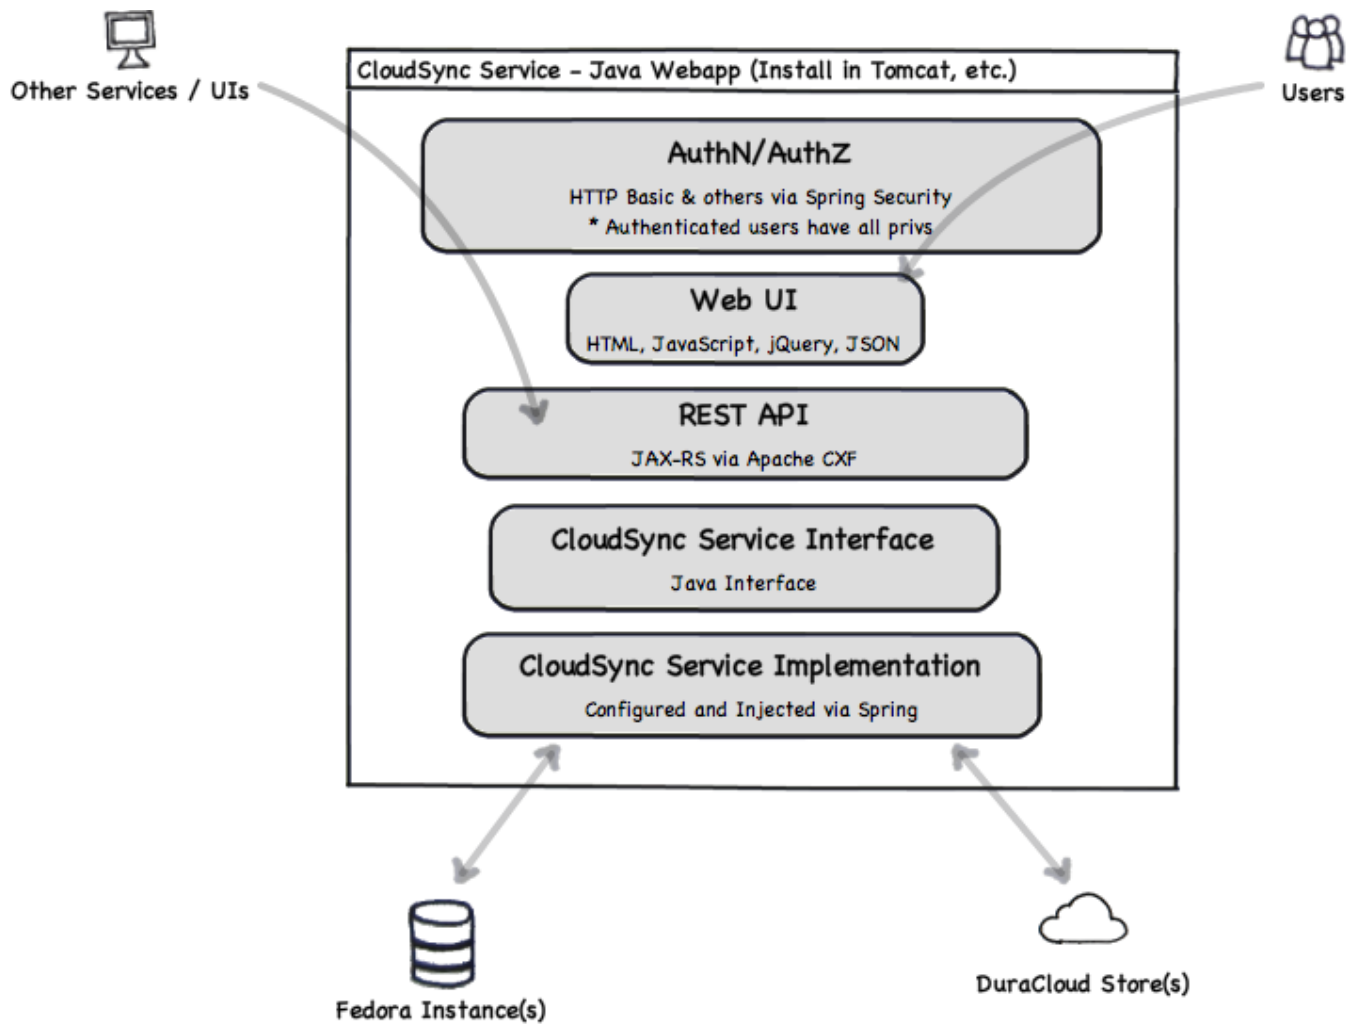 Other Services / UIs
Users
CloudSync Service - Java Webapp (Install in Tomcat, etc.)
AuthN/AuthZ
HTTP Basic & others via Spring Security
* Authenticated users have all privs
Web UI
HTML, JavaScript, jQuery, JSON
REST API
JAX-RS via Apache CXF
CloudSync Service Interface
Java Interface
CloudSync Service Implementation
Configured and Injected via Spring
Fedora Instance(s)
DuraCloud Store(s)